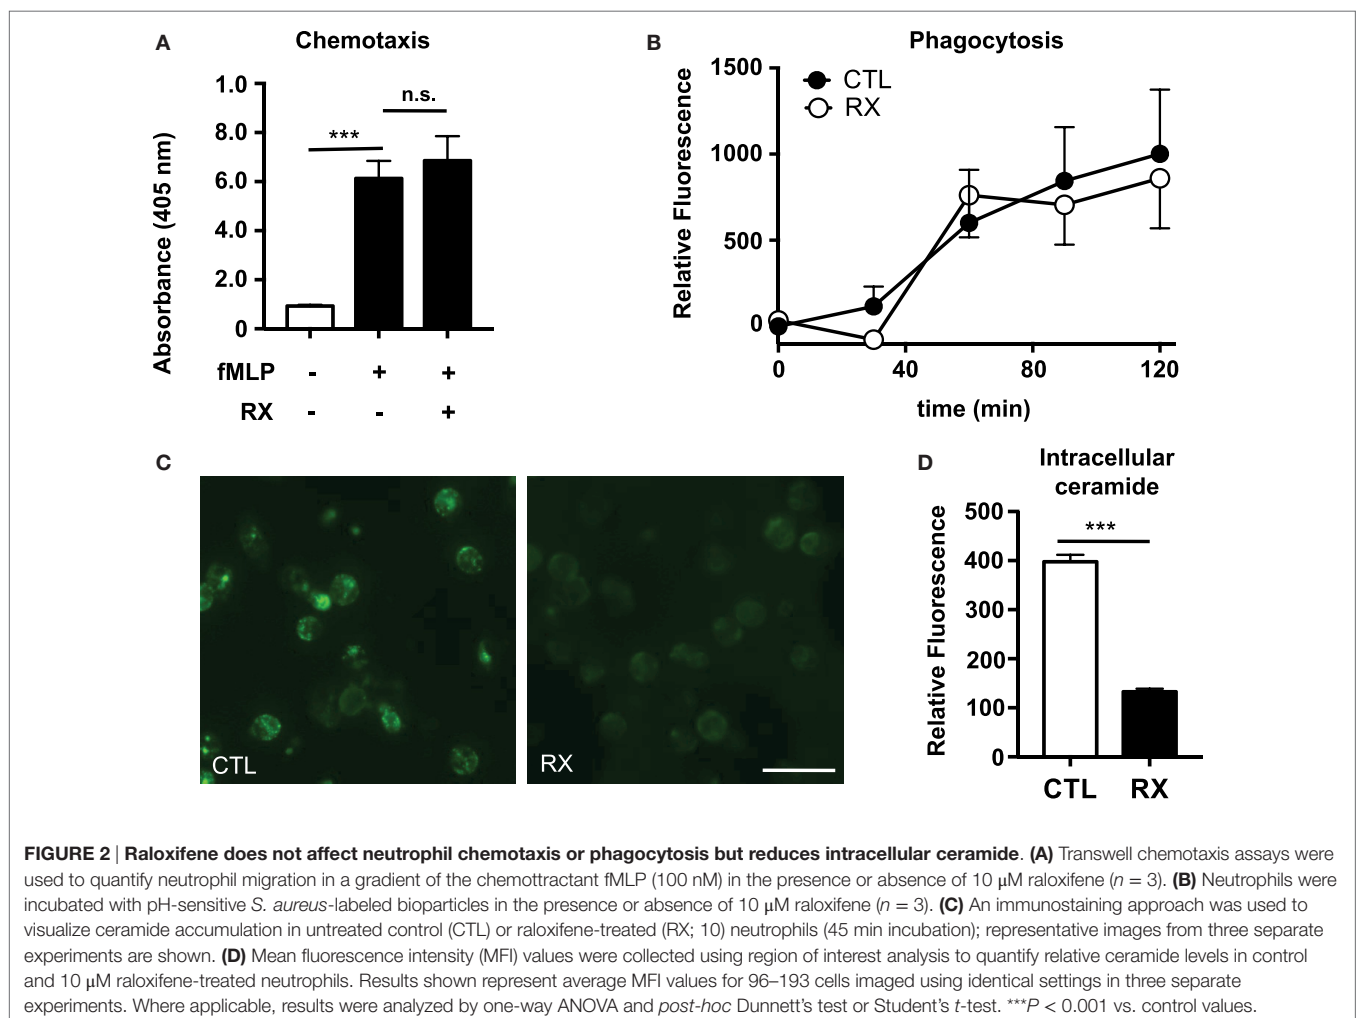 A
Chemotaxis
1.0
8.0
6.0
4.0
2.0
0
Absorbance (405 nm)
***
n.s.
fMLP - + +
RX - - +
B
Phagocytosis
1500
1000
500
0
Relative Fluorescence
CTL
RX
0 40 80 120
time (min)
C
CTL
RX
D
Intracellular
ceramide
500
400
300
200
100
0
Relative Fluorescence
***
CTL RX
FIGURE 2 | Raloxifene does not affect neutrophil chemotaxis or phagocytosis but reduces intracellular ceramide. (A) Transwell chemotaxis assays were
used to quantify neutrophil migration in a gradient of the chemottractant fMLP (100 nM) in the presence or absence of 10 μM raloxifene (n = 3). (B) Neutrophils were
incubated with pH-sensitive S. aureus-labeled bioparticles in the presence or absence of 10 μM raloxifene (n = 3). (C) An immunostaining approach was used to
visualize ceramide accumulation in untreated control (CTL) or raloxifene-treated (RX; 10) neutrophils (45 min incubation); representative images from three separate
experiments are shown. (D) Mean fluorescence intensity (MFI) values were collected using region of interest analysis to quantify relative ceramide levels in control
and 10 μM raloxifene-treated neutrophils. Results shown represent average MFI values for 96–193 cells imaged using identical settings in three separate
experiments. Where applicable, results were analyzed by one-way ANOVA and post-hoc Dunnett's test or Student's t-test. ***P < 0.001 vs. control values.